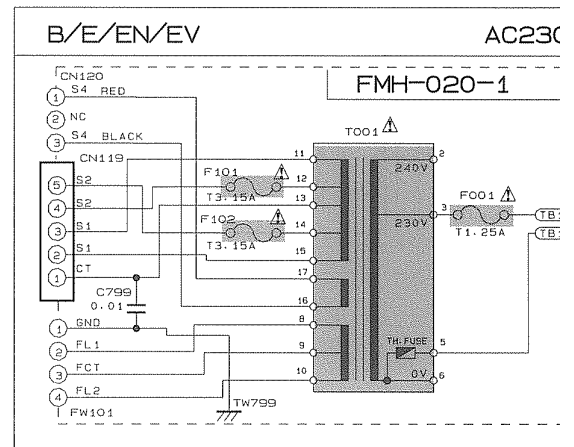 B/E/EN/EV
AC230
FMH-020-1
CN120
1 S4 RED
2 NC
3 S4 BLACK
CN119
5 S2
4 S2
3 S1
2 S1
1 CT
C799
0.01
1 GND
2 FL1
3 FCT
4 FL2
FW101
TW799
F101
T3.15A
F102
T3.15A
T001
11
12
13
14
15
17
16
8
9
10
240V
2
230V
3
F001
T1.25A
TB1
TB1
TH.FUSE
5
0V
6